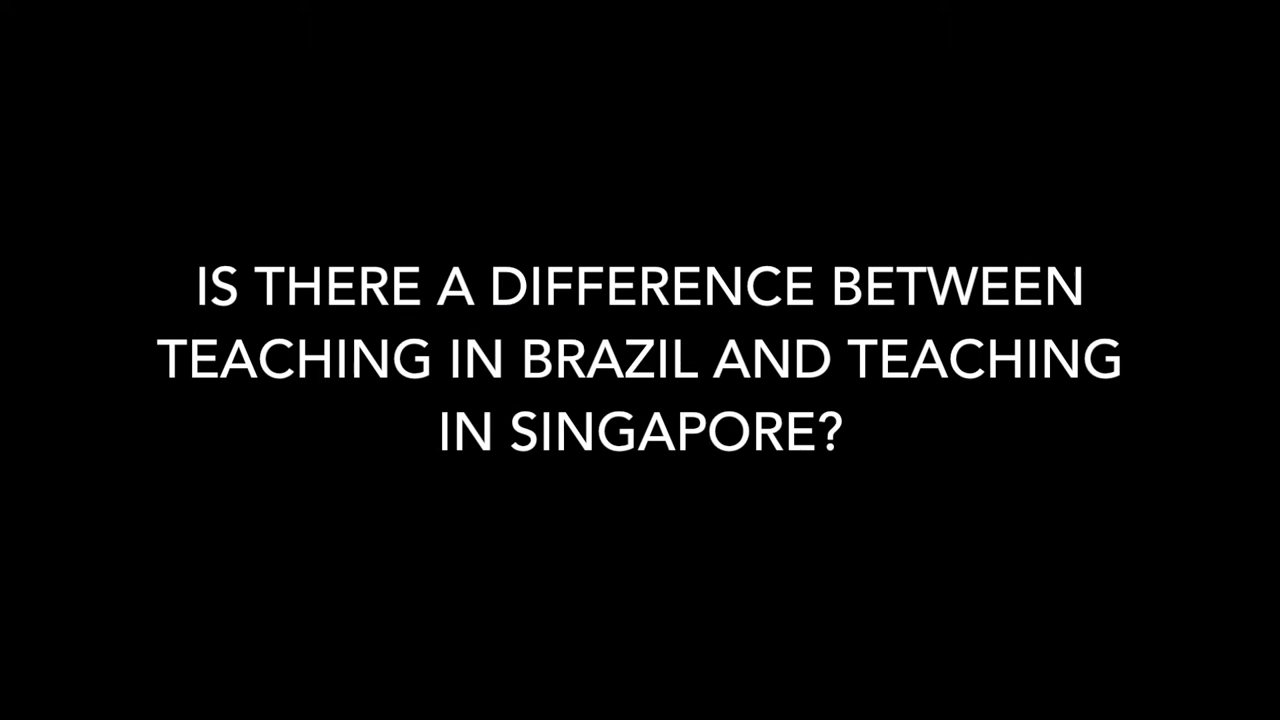 IS THERE A DIFFERENCE BETWEEN
TEACHING IN BRAZIL AND TEACHING
IN SINGAPORE?